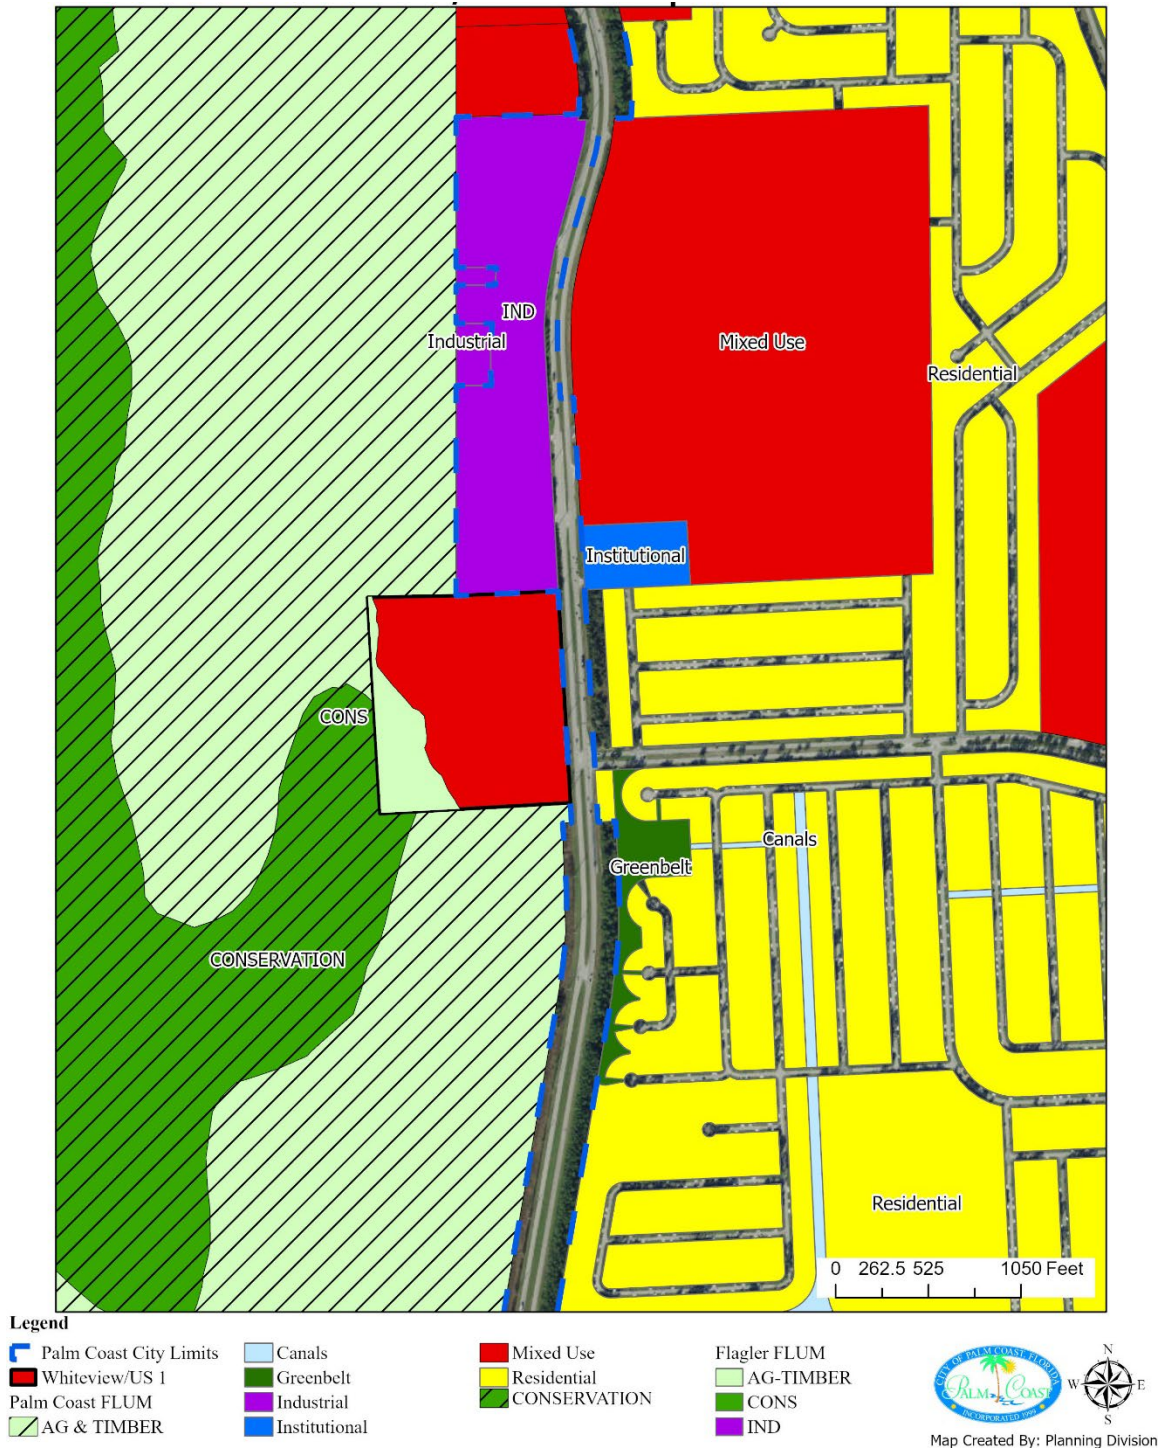 IND
Industrial
Mixed Use
Residential
Institutional
CONS
Canals
Greenbelt
CONSERVATION
Residential
0 262.5 525 1050 Feet
Legend
Palm Coast City Limits
Whiteview/US 1
Palm Coast FLUM
AG & TIMBER
Canals
Greenbelt
Industrial
Institutional
Mixed Use
Residential
CONSERVATION
Flagler FLUM
AG-TIMBER
CONS
IND
CITY OF PALM COAST, FLORIDA
PALM COAST
INCORPORATED 1999
N
W E
S
Map Created By: Planning Division